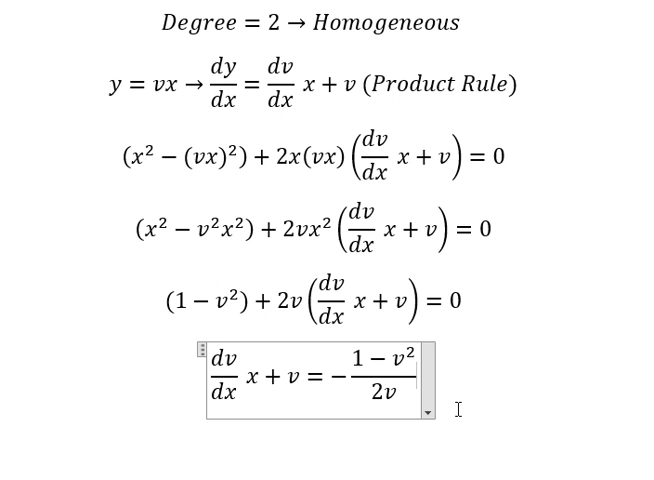 Degree = 2 → Homogeneous
y = vx → dy/dx = dv/dx x + v (Product Rule)
(x² − (vx)²) + 2x(vx)(dv/dx x + v) = 0
(x² − v²x²) + 2vx²(dv/dx x + v) = 0
(1 − v²) + 2v(dv/dx x + v) = 0
dv/dx x + v = − (1 − v²)/2v